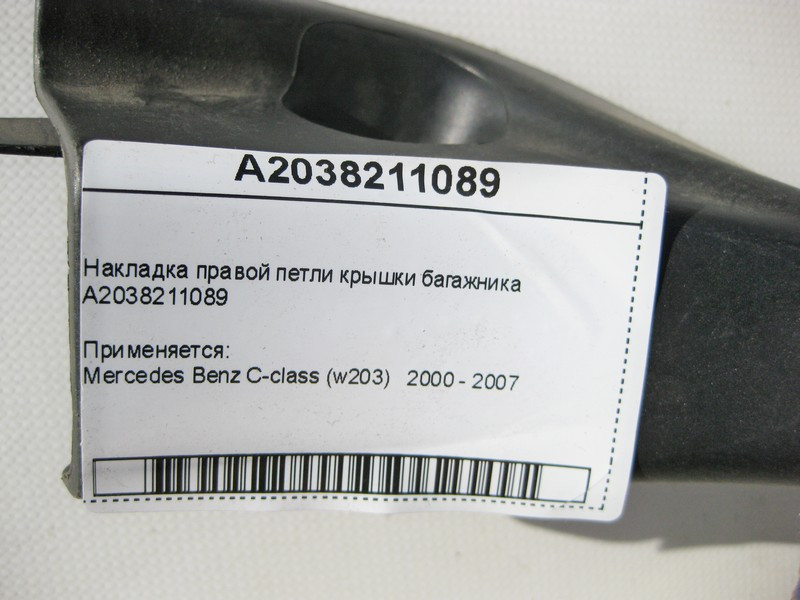 A2038211089
Накладка правой петли крышки багажника
A2038211089
Применяется:
Mercedes Benz C-class (w203) 2000 - 2007